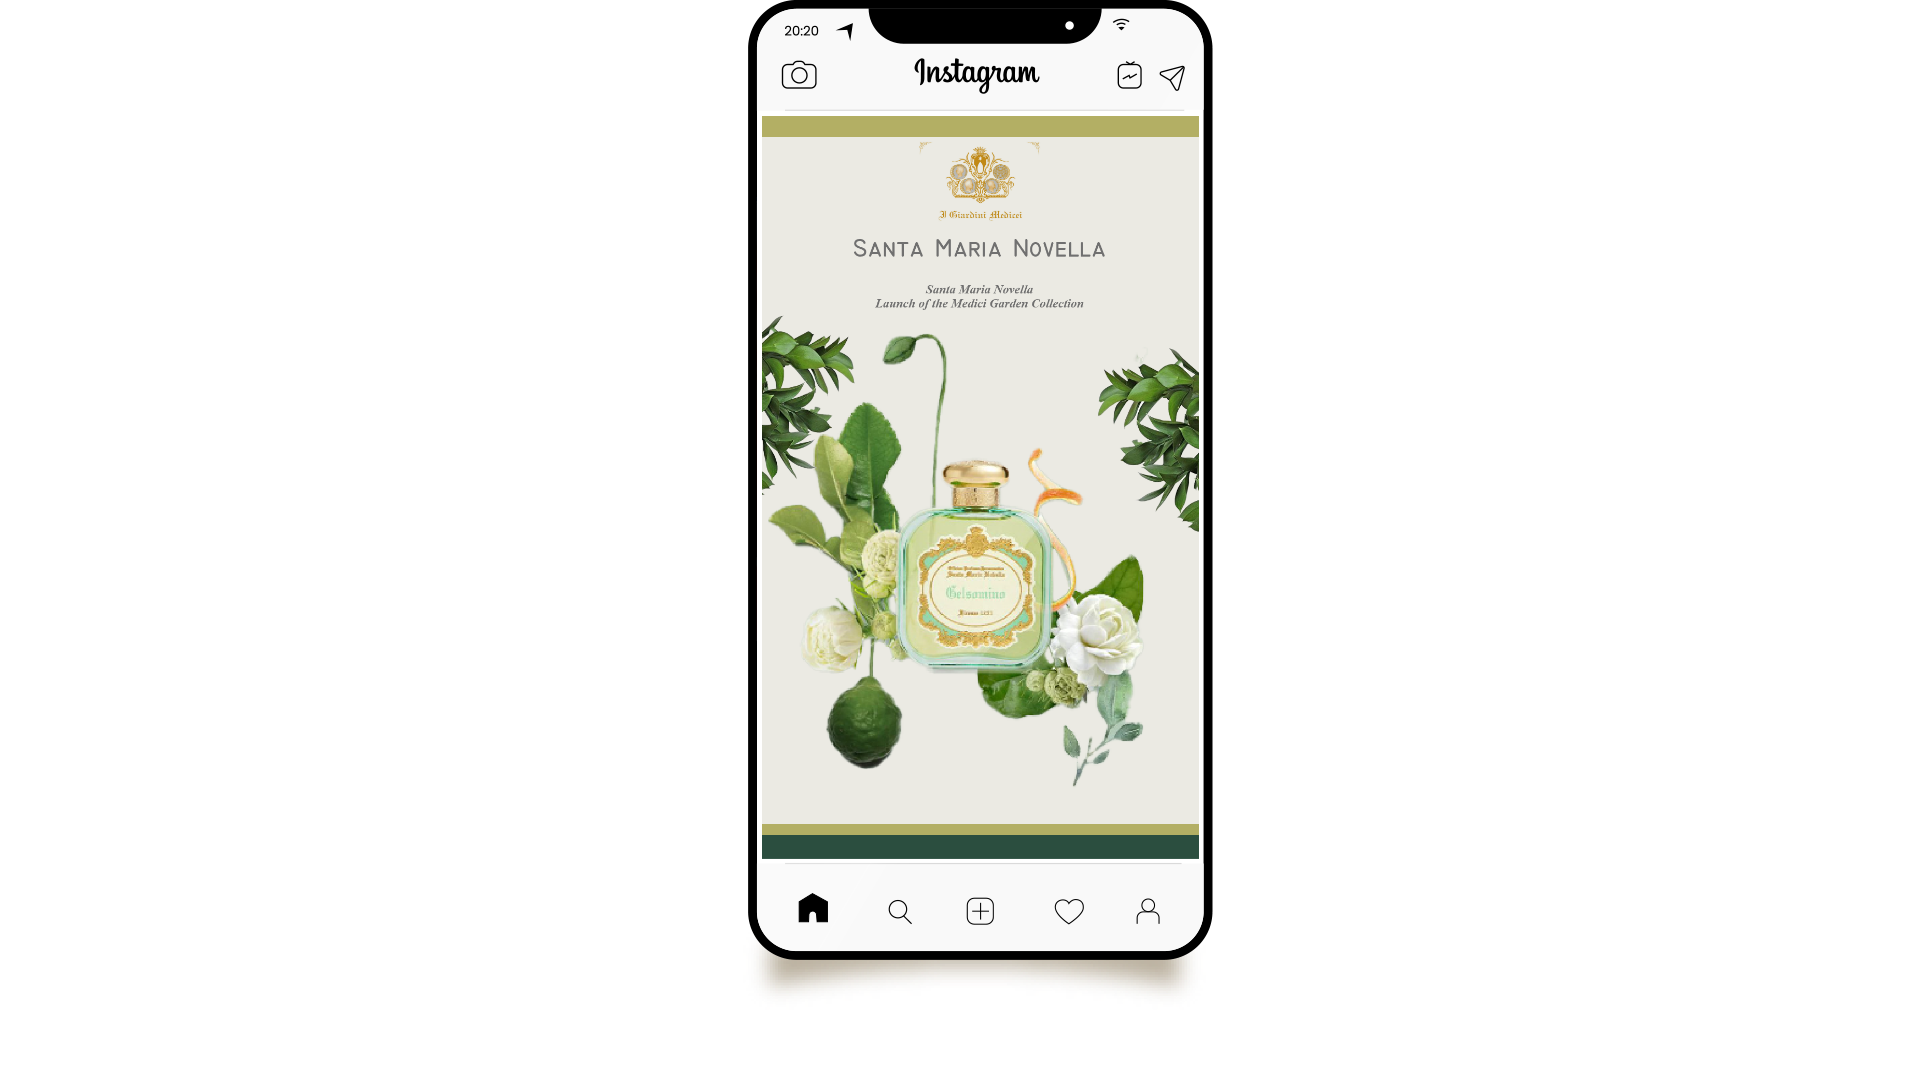 20:20
Instagram
I Giardini Medicei
Santa Maria Novella
Santa Maria Novella
Launch of the Medici Garden Collection
Santa Maria Novella
Gelsomino